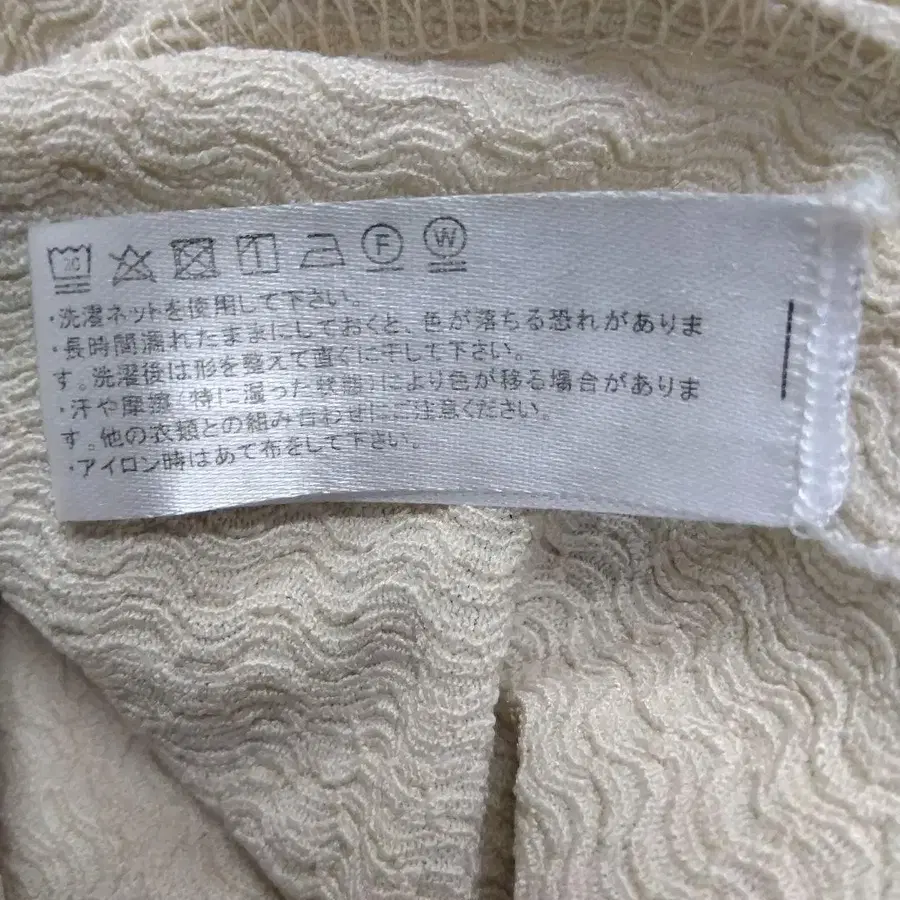 40 F W
・洗濯ネットを使用して下さい。
・長時間濡れたままにしておくと、色が落ちる恐れがありま
す。洗濯後は形を整えて直ぐに干して下さい。
・汗や摩擦(特に湿った状態)により色が移る場合がありま
す。他の衣類との組み合わせにご注意ください。
・アイロン時はあて布をして下さい。